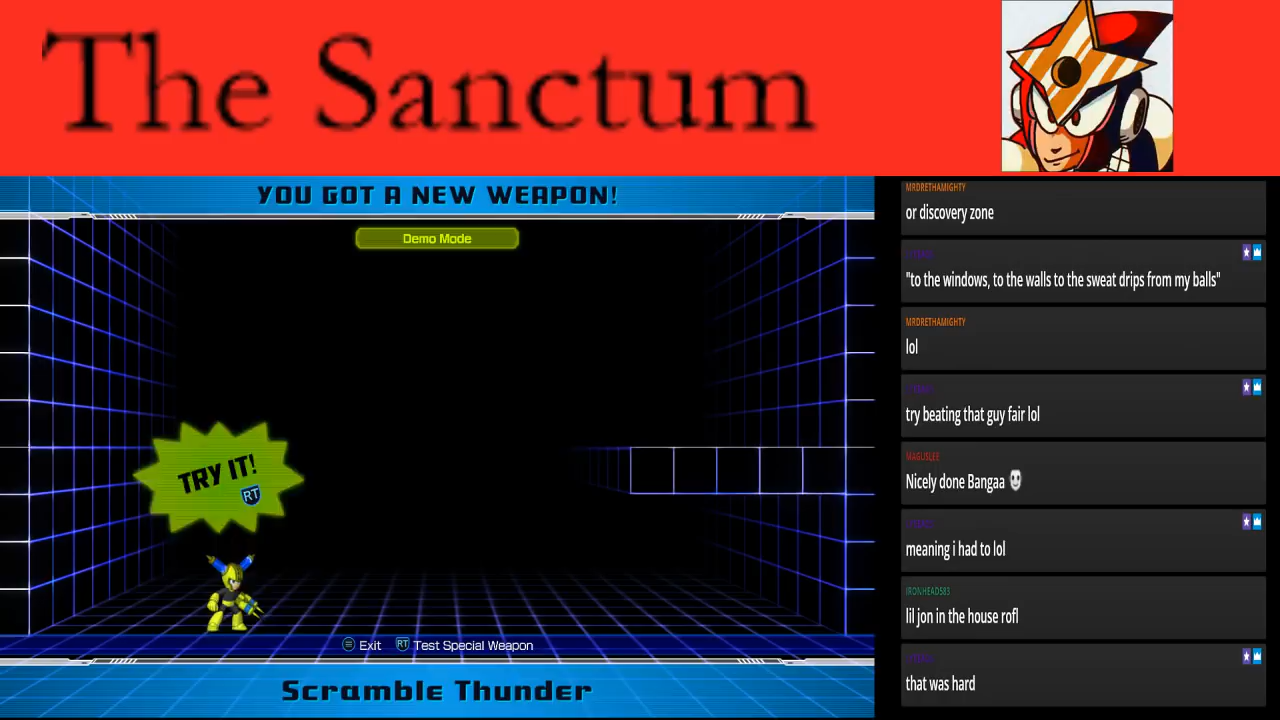 The Sanctum
YOU GOT A NEW WEAPON!
Demo Mode
TRY IT!
RT
Exit RT Test Special Weapon
Scramble Thunder
MRDRETHAMIGHTY
or discovery zone
"to the windows, to the walls to the sweat drips from my balls"
MRDRETHAMIGHTY
lol
try beating that guy fair lol
MAGUSLEE
Nicely done Bangaa
meaning i had to lol
IRONHEAD583
lil jon in the house rofl
that was hard